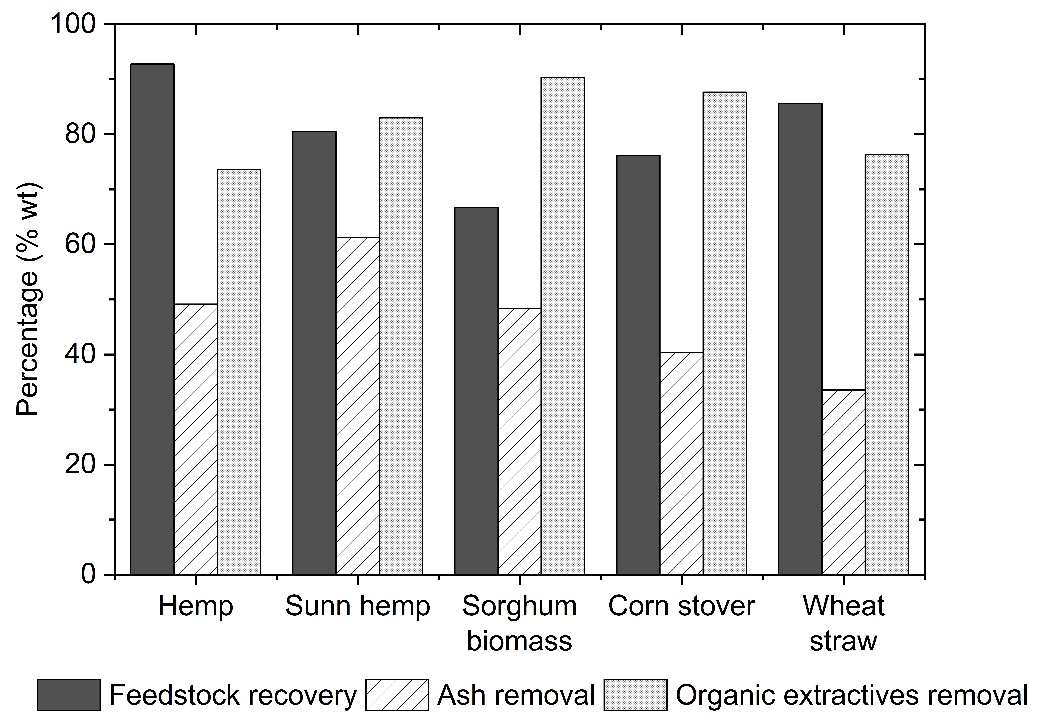 100
80
60
40
20
0
Percentage (% wt)
Hemp
Sunn hemp
Sorghum
biomass
Corn stover
Wheat
straw
Feedstock recovery
Ash removal
Organic extractives removal